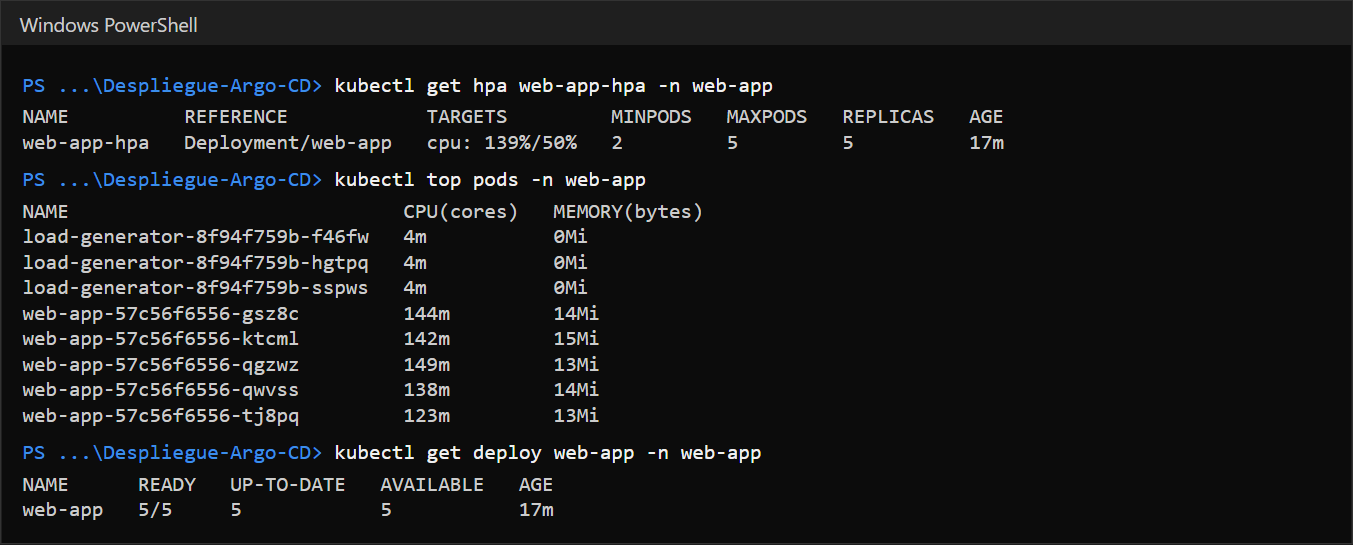 Windows PowerShell
PS ...\Despliegue-Argo-CD> kubectl get hpa web-app-hpa -n web-app
NAME REFERENCE TARGETS MINPODS MAXPODS REPLICAS AGE
web-app-hpa Deployment/web-app cpu: 139%/50% 2 5 5 17m
PS ...\Despliegue-Argo-CD> kubectl top pods -n web-app
NAME CPU(cores) MEMORY(bytes)
load-generator-8f94f759b-f46fw 4m 0Mi
load-generator-8f94f759b-hgtpq 4m 0Mi
load-generator-8f94f759b-sspws 4m 0Mi
web-app-57c56f6556-gsz8c 144m 14Mi
web-app-57c56f6556-ktcml 142m 15Mi
web-app-57c56f6556-qgzwz 149m 13Mi
web-app-57c56f6556-qwvss 138m 14Mi
web-app-57c56f6556-tj8pq 123m 13Mi
PS ...\Despliegue-Argo-CD> kubectl get deploy web-app -n web-app
NAME READY UP-TO-DATE AVAILABLE AGE
web-app 5/5 5 5 17m